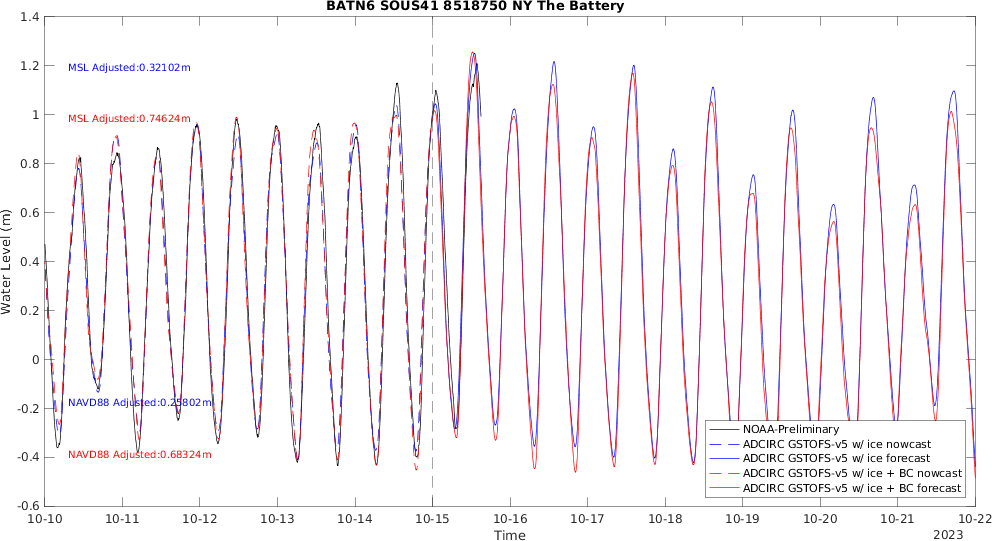 BATN6 SOUS41 8518750 NY The Battery
1.4
1.2
1
0.8
0.6
0.4
0.2
0
-0.2
-0.4
-0.6
Water Level (m)
MSL Adjusted:0.32102m
MSL Adjusted:0.74624m
NAVD88 Adjusted:0.25802m
NAVD88 Adjusted:0.68324m
NOAA-Preliminary
ADCIRC GSTOFS-v5 w/ ice nowcast
ADCIRC GSTOFS-v5 w/ ice forecast
ADCIRC GSTOFS-v5 w/ ice + BC nowcast
ADCIRC GSTOFS-v5 w/ ice + BC forecast
10-10 10-11 10-12 10-13 10-14 10-15 10-16 10-17 10-18 10-19 10-20 10-21 10-22
Time
2023